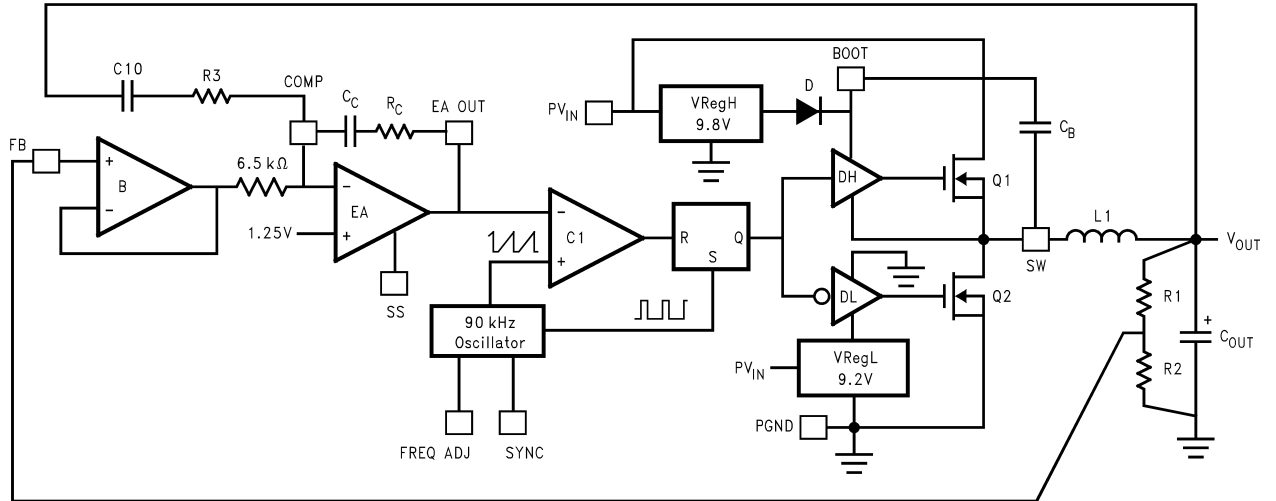 C10
R3
COMP
C_C
R_C
EA OUT
FB
+
B
−
6.5 kΩ
1.25V
−
EA
+
SS
−
C1
+
R
Q
S
90 kHz
Oscillator
FREQ ADJ
SYNC
PV_IN
VRegH
9.8V
D
BOOT
C_B
DH
Q1
L1
SW
V_OUT
DL
Q2
R1
R2
+
C_OUT
PV_IN
VRegL
9.2V
PGND